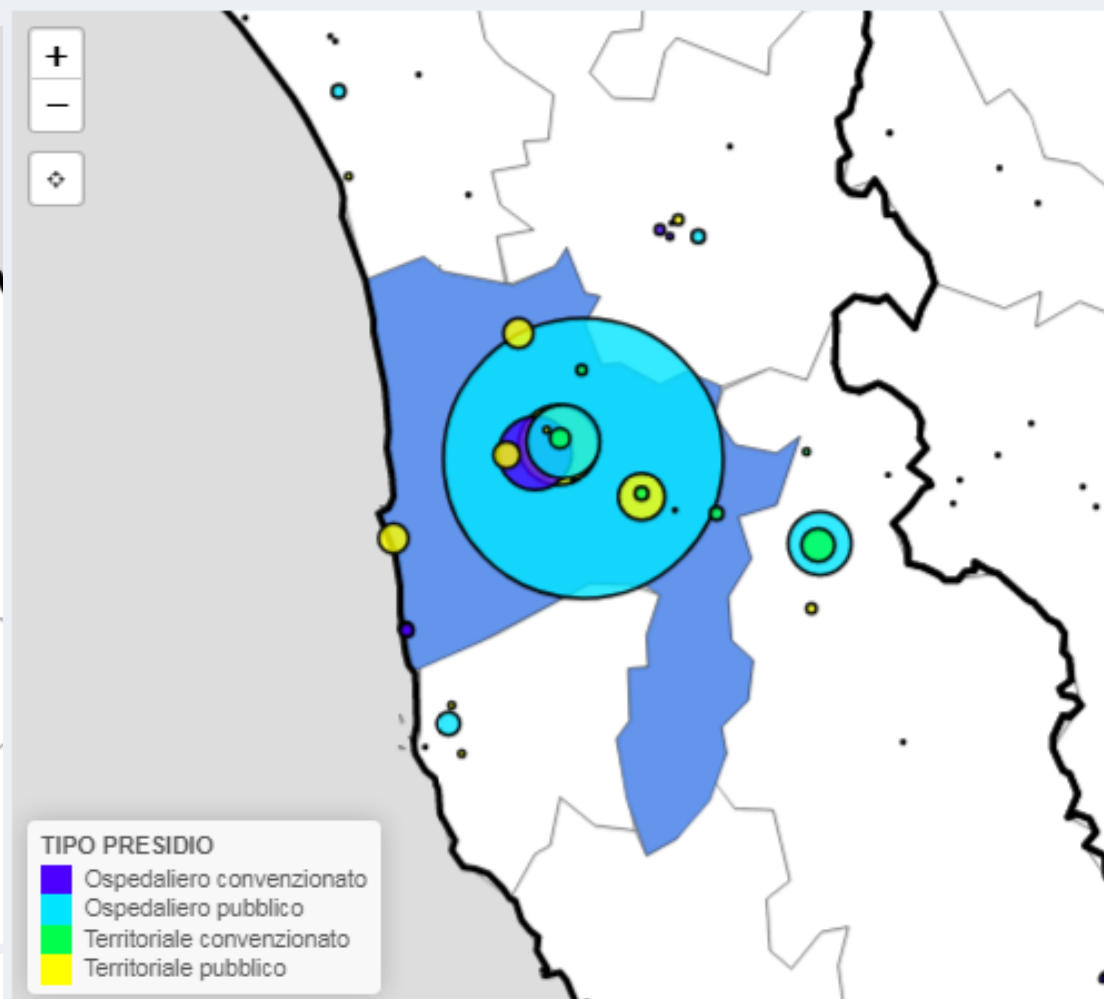 +
−
TIPO PRESIDIO
Ospedaliero convenzionato
Ospedaliero pubblico
Territoriale convenzionato
Territoriale pubblico